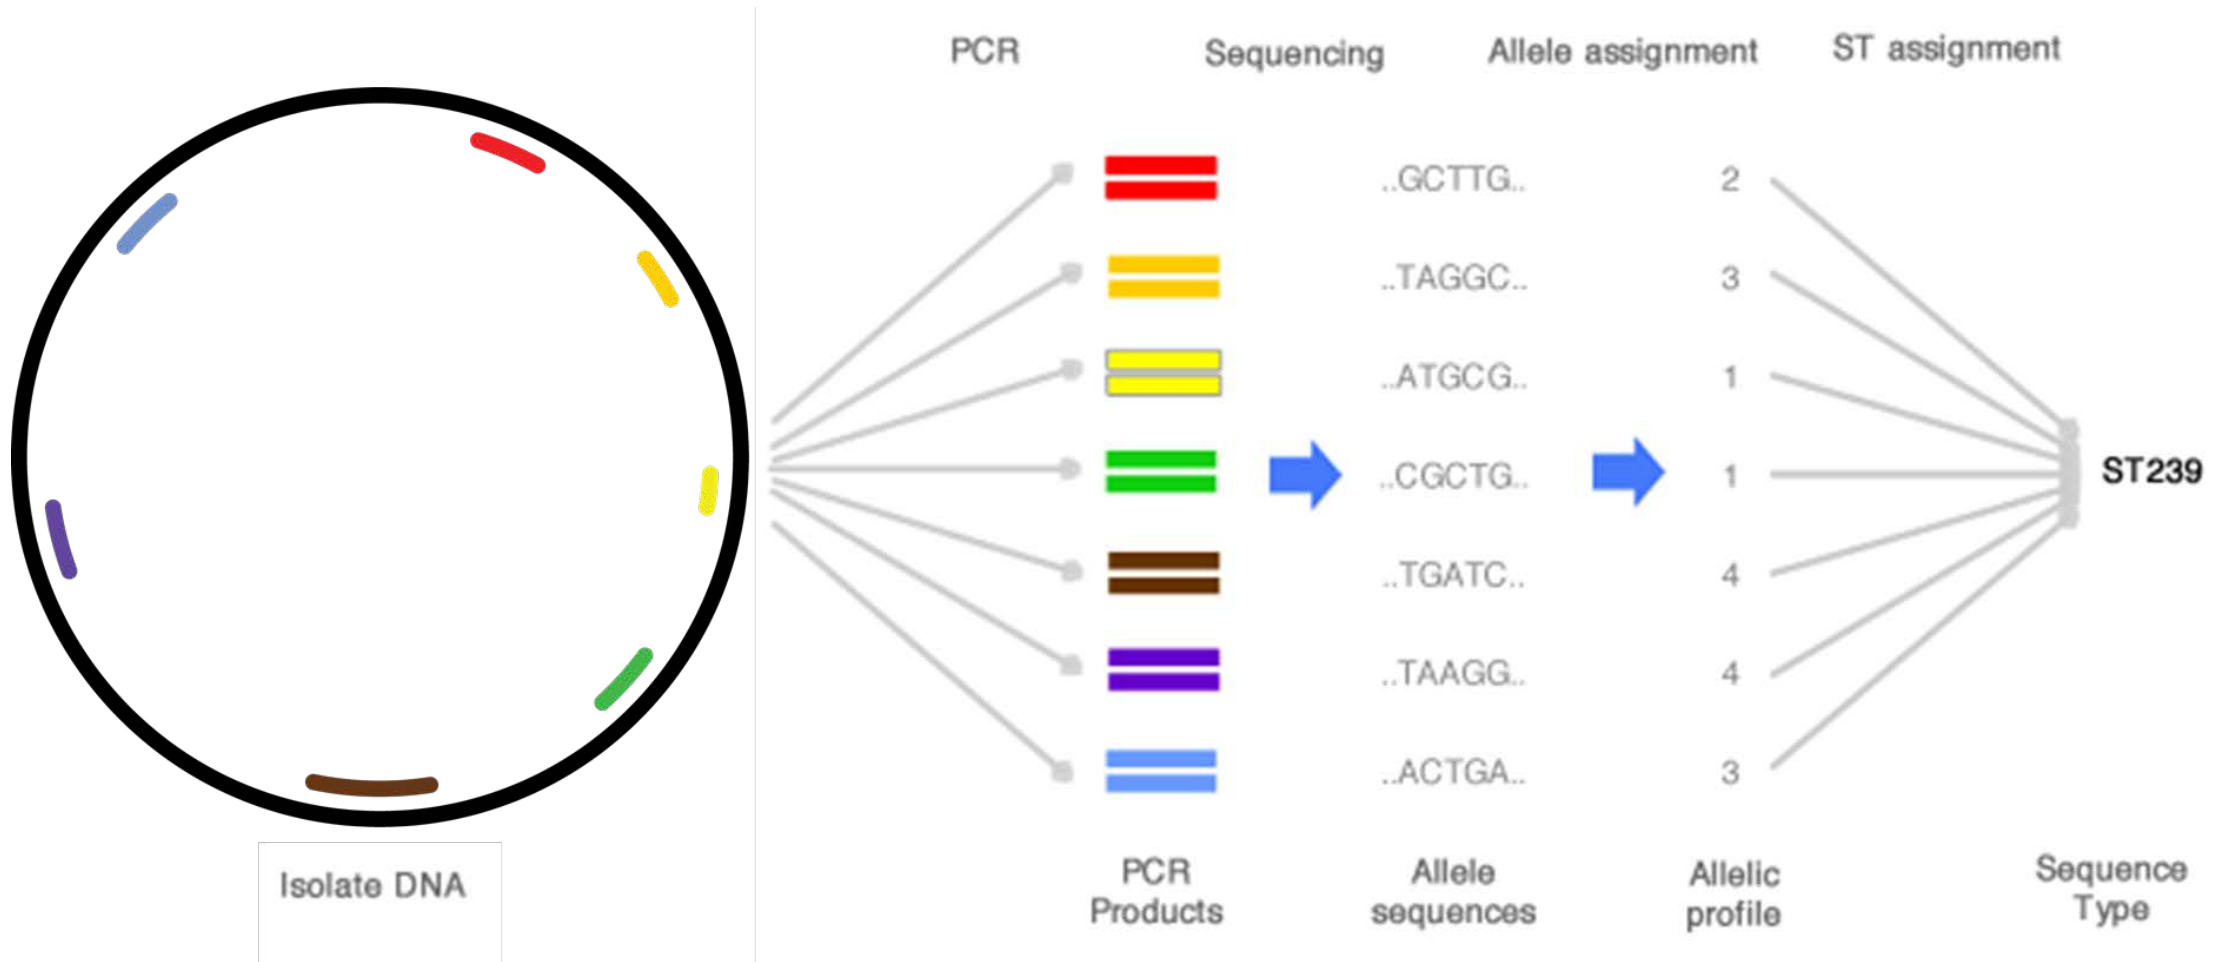 PCR
Sequencing
Allele assignment
ST assignment
..GCTTG..
2
..TAGGC..
3
..ATGCG..
1
..CGCTG..
1
ST239
..TGATC..
4
..TAAGG..
4
..ACTGA..
3
Isolate DNA
PCR
Products
Allele
sequences
Allelic
profile
Sequence
Type